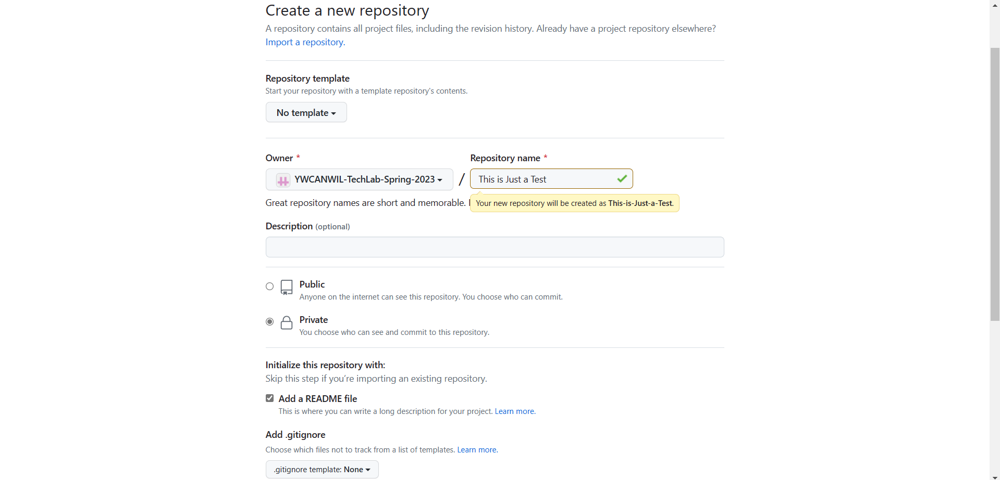 Create a new repository
A repository contains all project files, including the revision history. Already have a project repository elsewhere?
Import a repository.
Repository template
Start your repository with a template repository's contents.
No template
Owner *
Repository name *
YWCANWIL-TechLab-Spring-2023 / This is Just a Test
Great repository names are short and memorable.
Your new repository will be created as This-is-Just-a-Test.
Description (optional)
Public
Anyone on the internet can see this repository. You choose who can commit.
Private
You choose who can see and commit to this repository.
Initialize this repository with:
Skip this step if you’re importing an existing repository.
Add a README file
This is where you can write a long description for your project. Learn more.
Add .gitignore
Choose which files not to track from a list of templates. Learn more.
.gitignore template: None